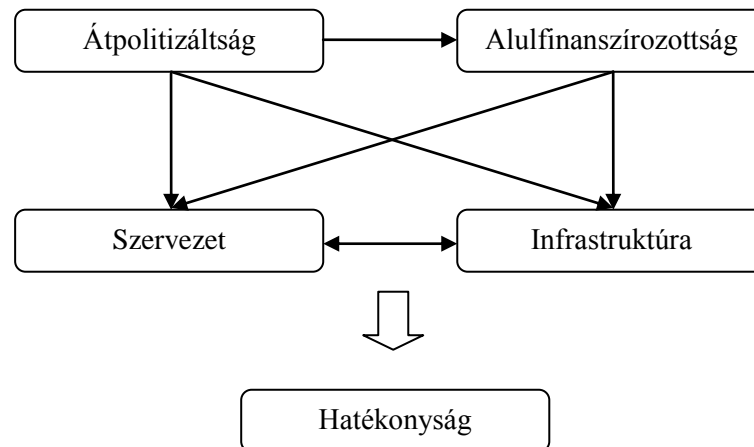 Átpolitizáltság
Alulfinanszírozottság
Szervezet
Infrastruktúra
Hatékonyság